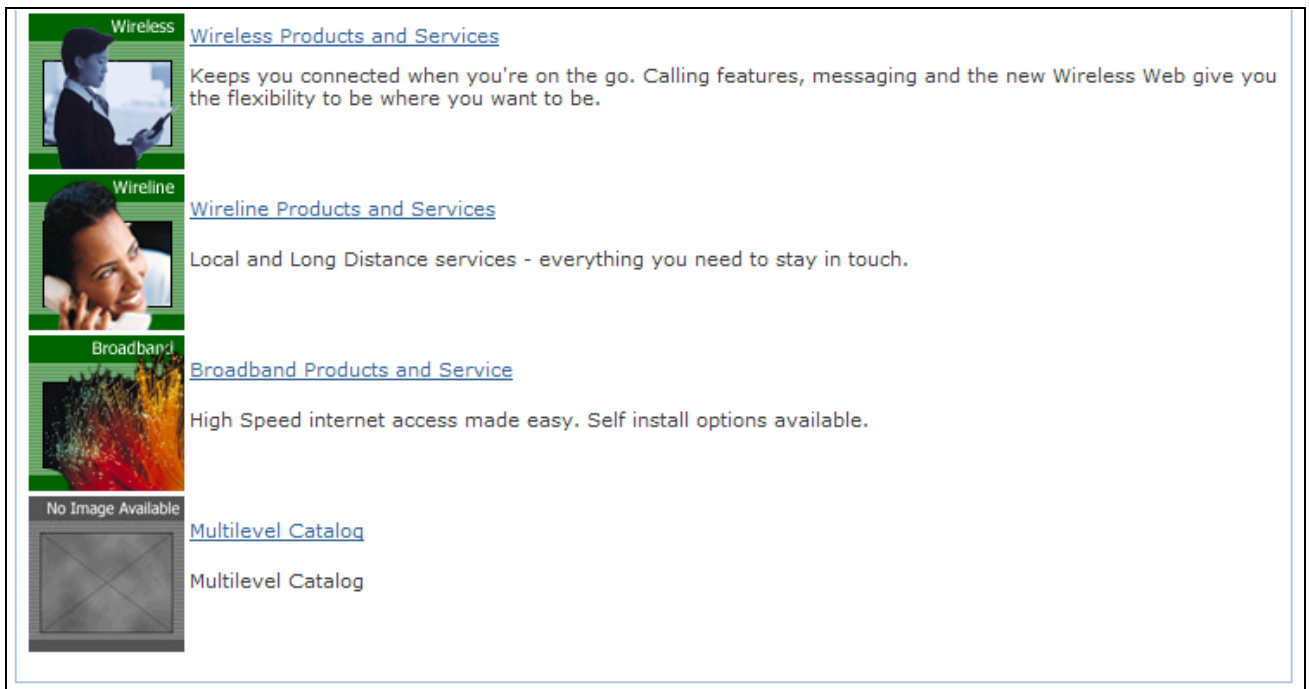 Wireless
Wireless Products and Services
Keeps you connected when you're on the go. Calling features, messaging and the new Wireless Web give you
the flexibility to be where you want to be.
Wireline
Wireline Products and Services
Local and Long Distance services - everything you need to stay in touch.
Broadband
Broadband Products and Service
High Speed internet access made easy. Self install options available.
No Image Available
Multilevel Catalog
Multilevel Catalog